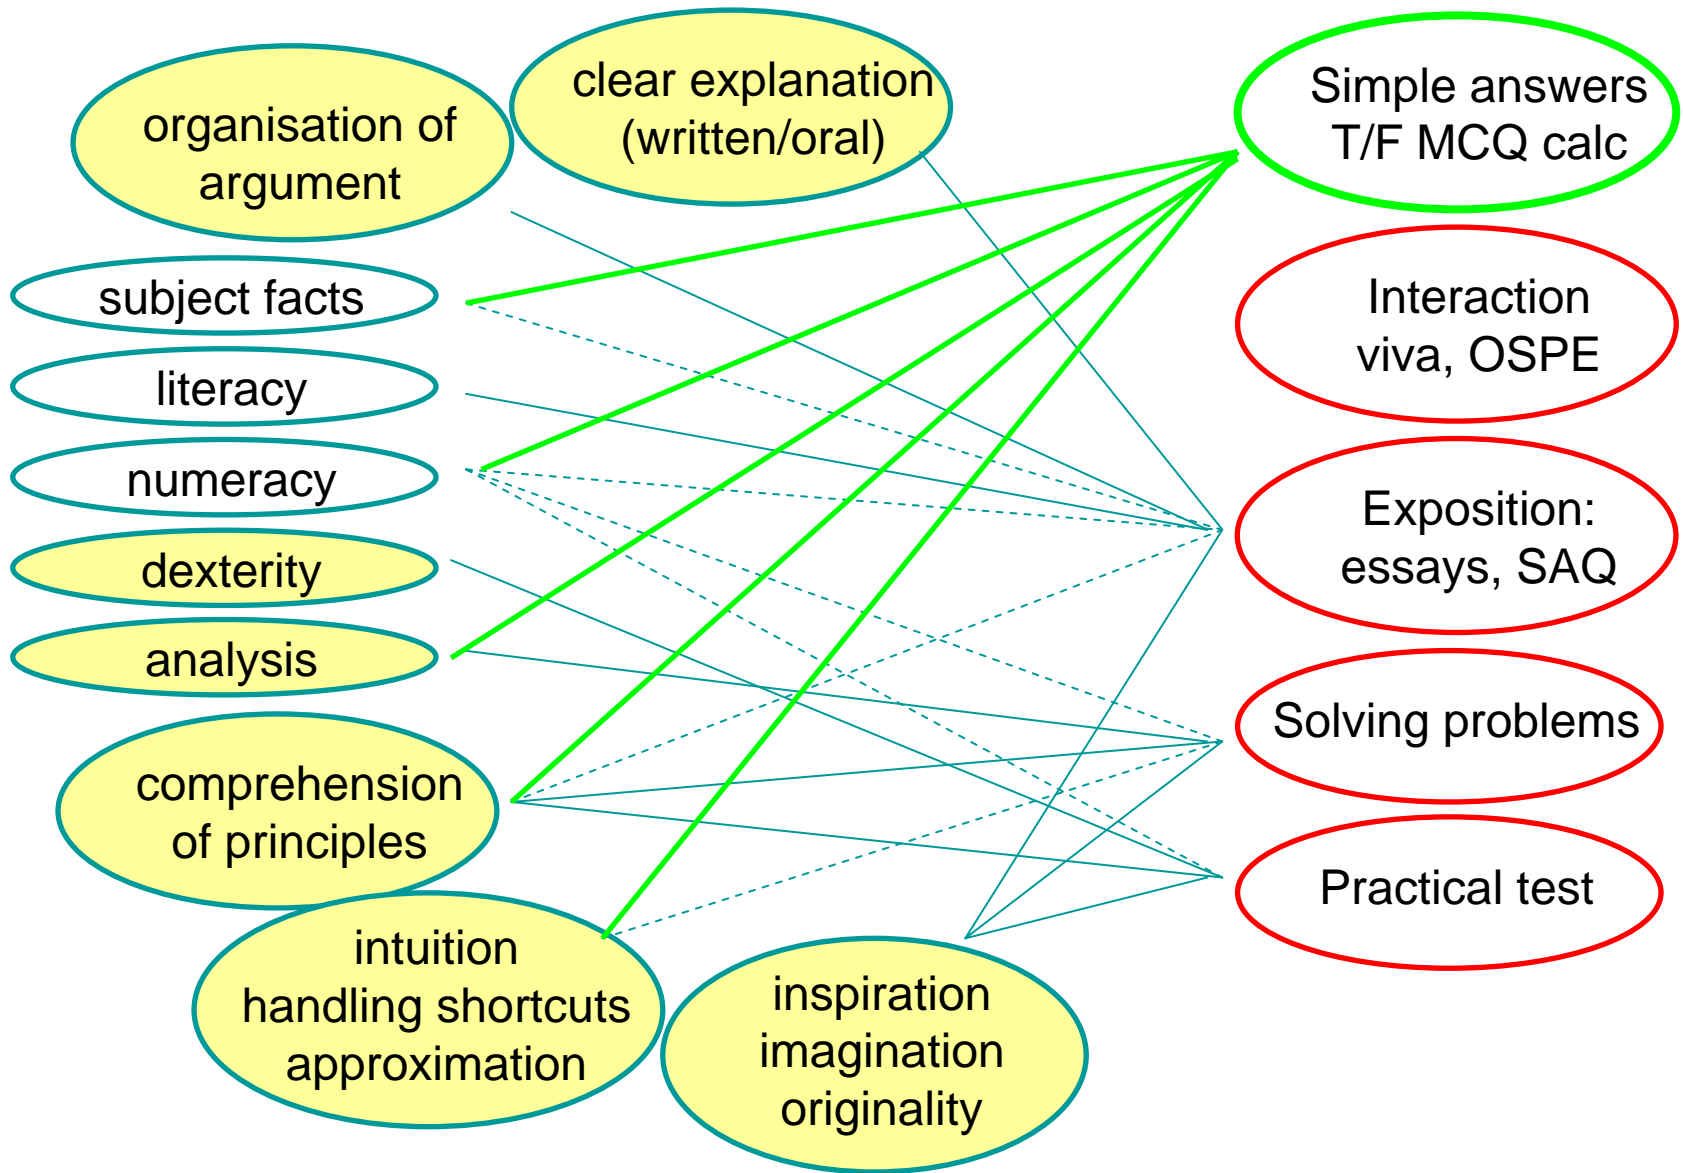 clear explanation
(written/oral)
organisation of
argument
subject facts
literacy
numeracy
dexterity
analysis
comprehension
of principles
intuition
handling shortcuts
approximation
inspiration
imagination
originality
Simple answers
T/F MCQ calc
Interaction
viva, OSPE
Exposition:
essays, SAQ
Solving problems
Practical test